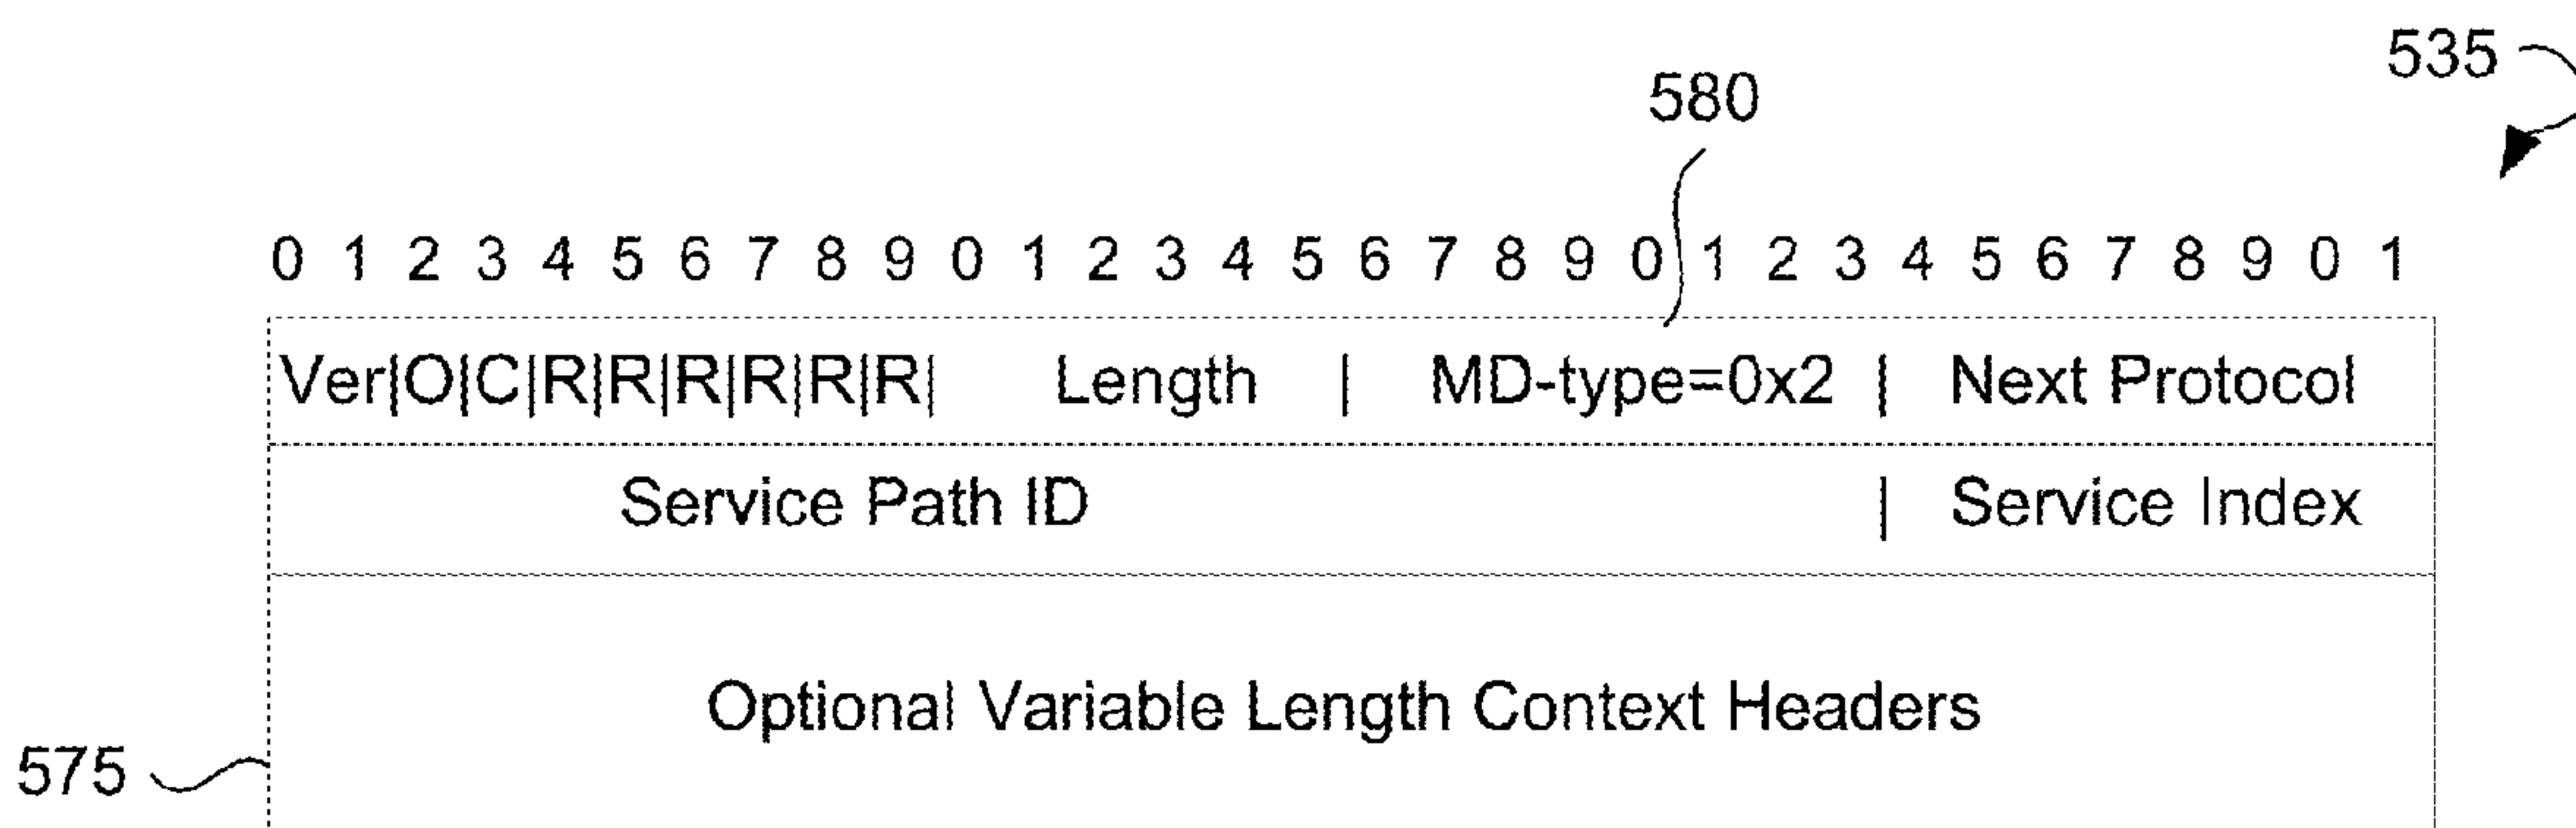 535
580
0 1 2 3 4 5 6 7 8 9 0 1 2 3 4 5 6 7 8 9 0 1 2 3 4 5 6 7 8 9 0 1
Ver|O|C|R|R|R|R|R|R| Length | MD-type=0x2 | Next Protocol
Service Path ID | Service Index
Optional Variable Length Context Headers
575